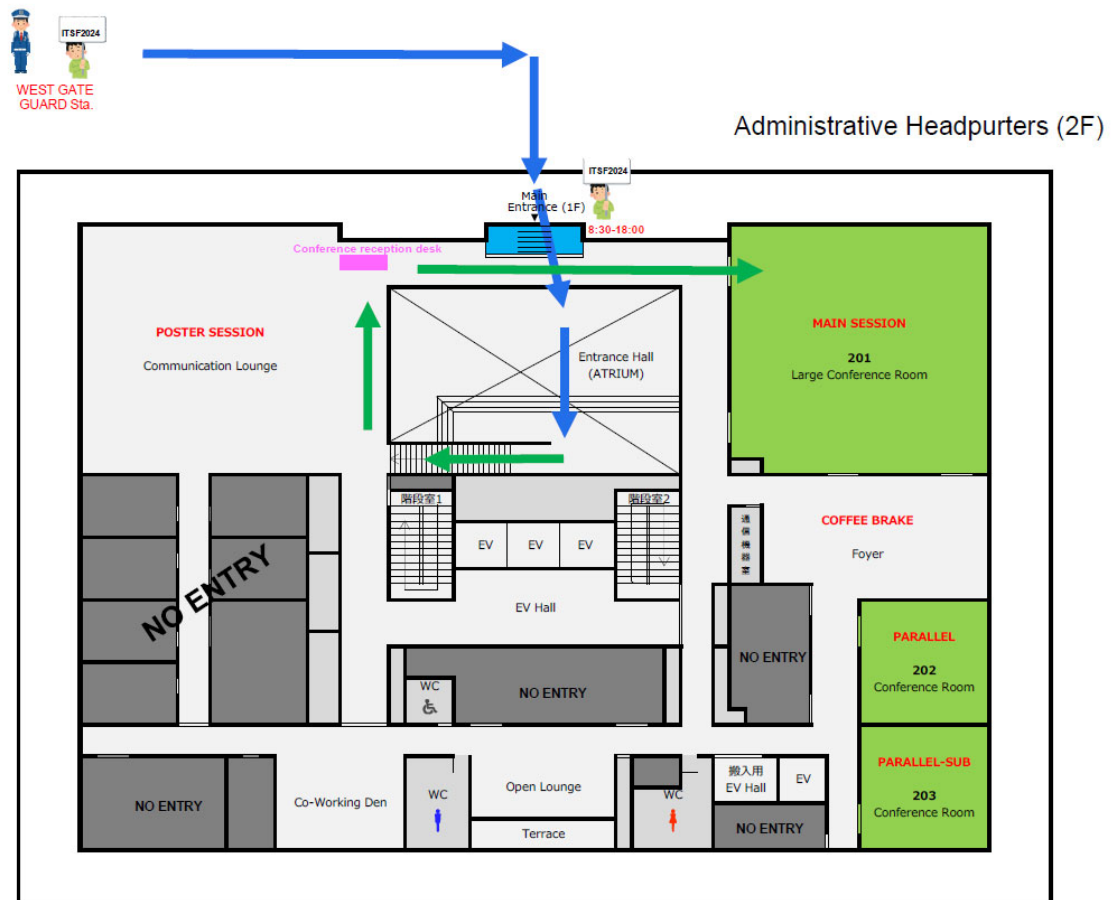 ITSF2024
WEST GATE
GUARD Sta.
Administrative Headpurters (2F)
ITSF2024
Main
Entrance (1F)
8:30-18:00
Conference reception desk
POSTER SESSION
Communication Lounge
Entrance Hall
(ATRIUM)
MAIN SESSION
201
Large Conference Room
階段室1
階段室2
EV
EV
EV
EV Hall
通信機器室
COFFEE BRAKE
Foyer
NO ENTRY
NO ENTRY
NO ENTRY
WC
PARALLEL
202
Conference Room
PARALLEL-SUB
203
Conference Room
NO ENTRY
Co-Working Den
WC
Open Lounge
Terrace
WC
搬入用
EV Hall
EV
NO ENTRY